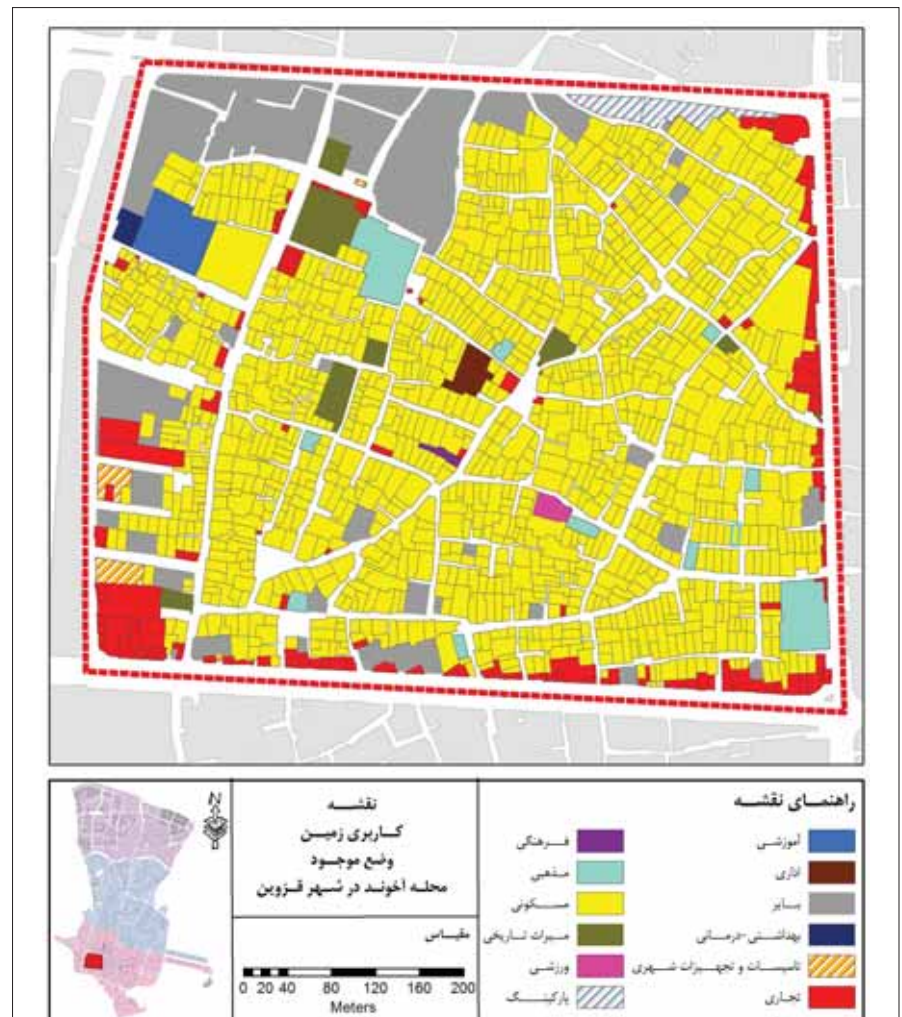 راهنمای نقشه
آموزشی
اداری
بایر
بهداشتی-درمانی
تاسیسات و تجهیزات شهری
تجاری
فرهنگی
مذهبی
مسکونی
میراث تاریخی
ورزشی
پارکینگ
نقشه
کاربری زمین
وضع موجود
محله آخوند در شهر قزوین
مقیاس
0 20 40 80 120 160 200
Meters
N